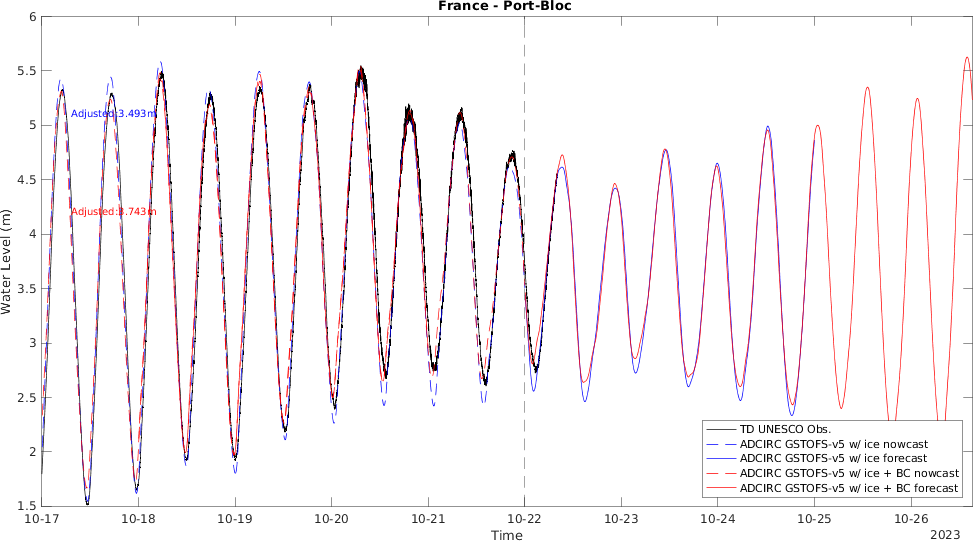 France - Port-Bloc
6
5.5
5
4.5
4
3.5
3
2.5
2
1.5
Water Level (m)
Adjusted:3.493m
Adjusted:3.743m
TD UNESCO Obs.
ADCIRC GSTOFS-v5 w/ ice nowcast
ADCIRC GSTOFS-v5 w/ ice forecast
ADCIRC GSTOFS-v5 w/ ice + BC nowcast
ADCIRC GSTOFS-v5 w/ ice + BC forecast
10-17 10-18 10-19 10-20 10-21 10-22 10-23 10-24 10-25 10-26
Time
2023